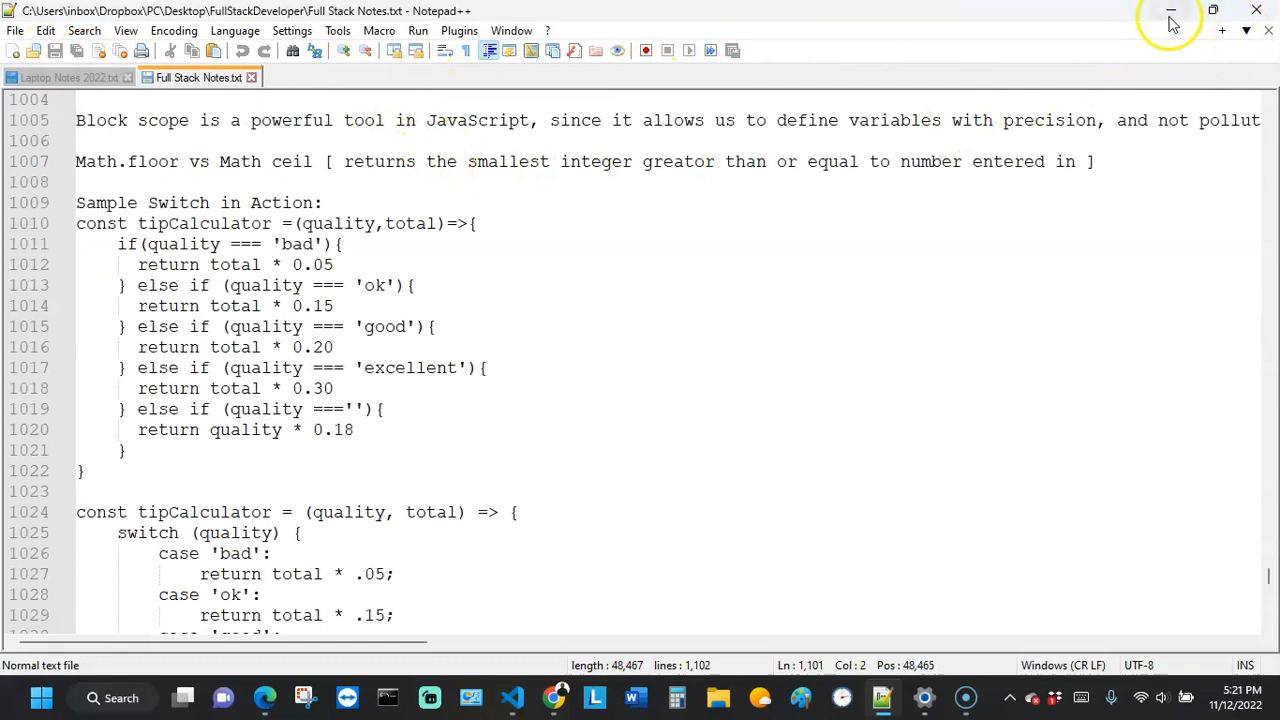 C:\Users\inbox\Dropbox\PC\Desktop\FullStackDeveloper\Full Stack Notes.txt - Notepad++
File Edit Search View Encoding Language Settings Tools Macro Run Plugins Window ?
Laptop Notes 2022.txt Full Stack Notes.txt
1004
1005 Block scope is a powerful tool in JavaScript, since it allows us to define variables with precision, and not pollut
1006
1007 Math.floor vs Math ceil [ returns the smallest integer greator than or equal to number entered in ]
1008
1009 Sample Switch in Action:
1010 const tipCalculator =(quality,total)=>{
1011 if(quality === 'bad'){
1012 return total * 0.05
1013 } else if (quality === 'ok'){
1014 return total * 0.15
1015 } else if (quality === 'good'){
1016 return total * 0.20
1017 } else if (quality === 'excellent'){
1018 return total * 0.30
1019 } else if (quality ===''){
1020 return quality * 0.18
1021 }
1022 }
1023
1024 const tipCalculator = (quality, total) => {
1025 switch (quality) {
1026 case 'bad':
1027 return total * .05;
1028 case 'ok':
1029 return total * .15;
Normal text file length : 48,467 lines : 1,102 Ln : 1,101 Col : 2 Pos : 48,465 Windows (CR LF) UTF-8 INS
Search
5:21 PM
11/12/2022